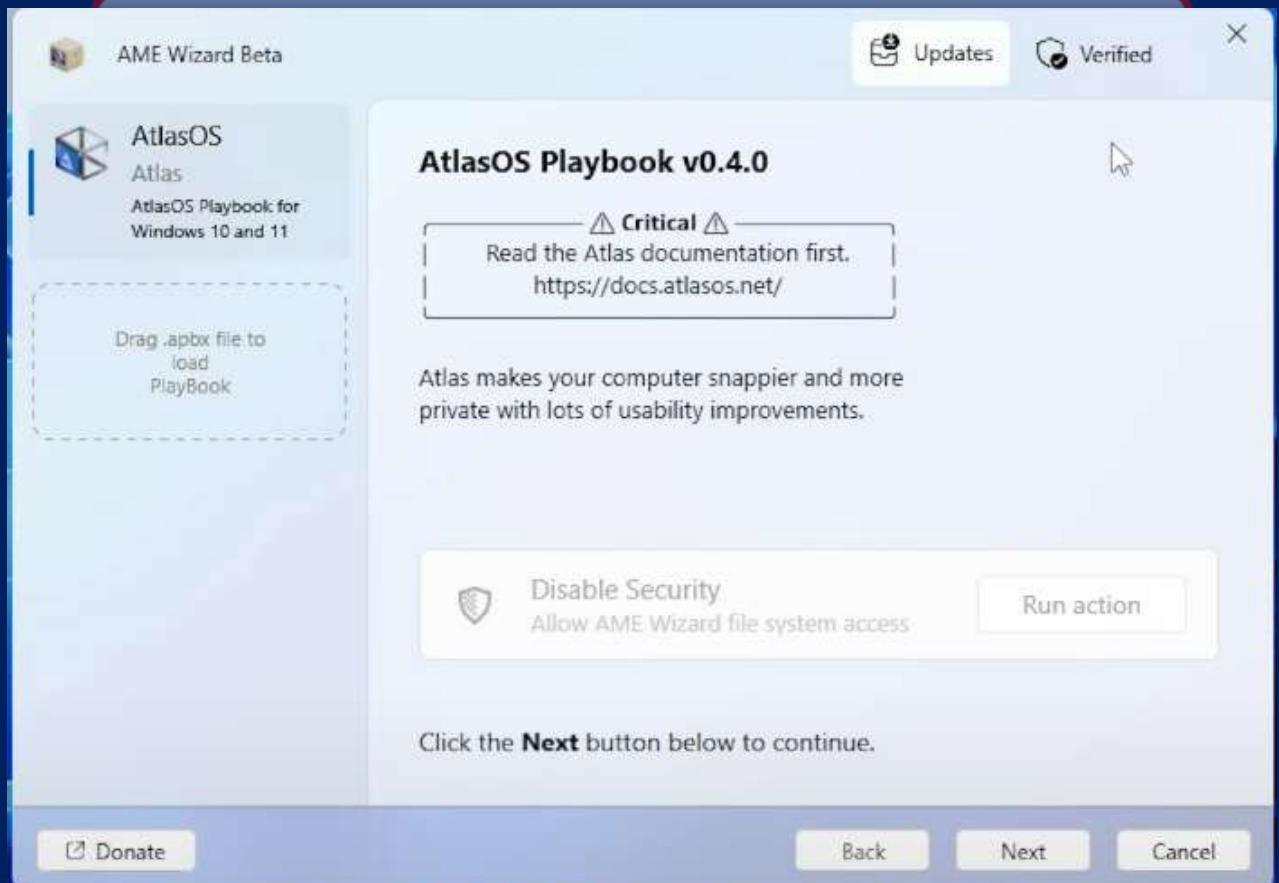 AME Wizard Beta
Updates
Verified
AtlasOS
Atlas
AtlasOS Playbook for
Windows 10 and 11
Drag .apbx file to
load
PlayBook
AtlasOS Playbook v0.4.0
⚠ Critical ⚠
Read the Atlas documentation first.
https://docs.atlasos.net/
Atlas makes your computer snappier and more
private with lots of usability improvements.
Disable Security
Allow AME Wizard file system access
Run action
Click the Next button below to continue.
Donate
Back
Next
Cancel